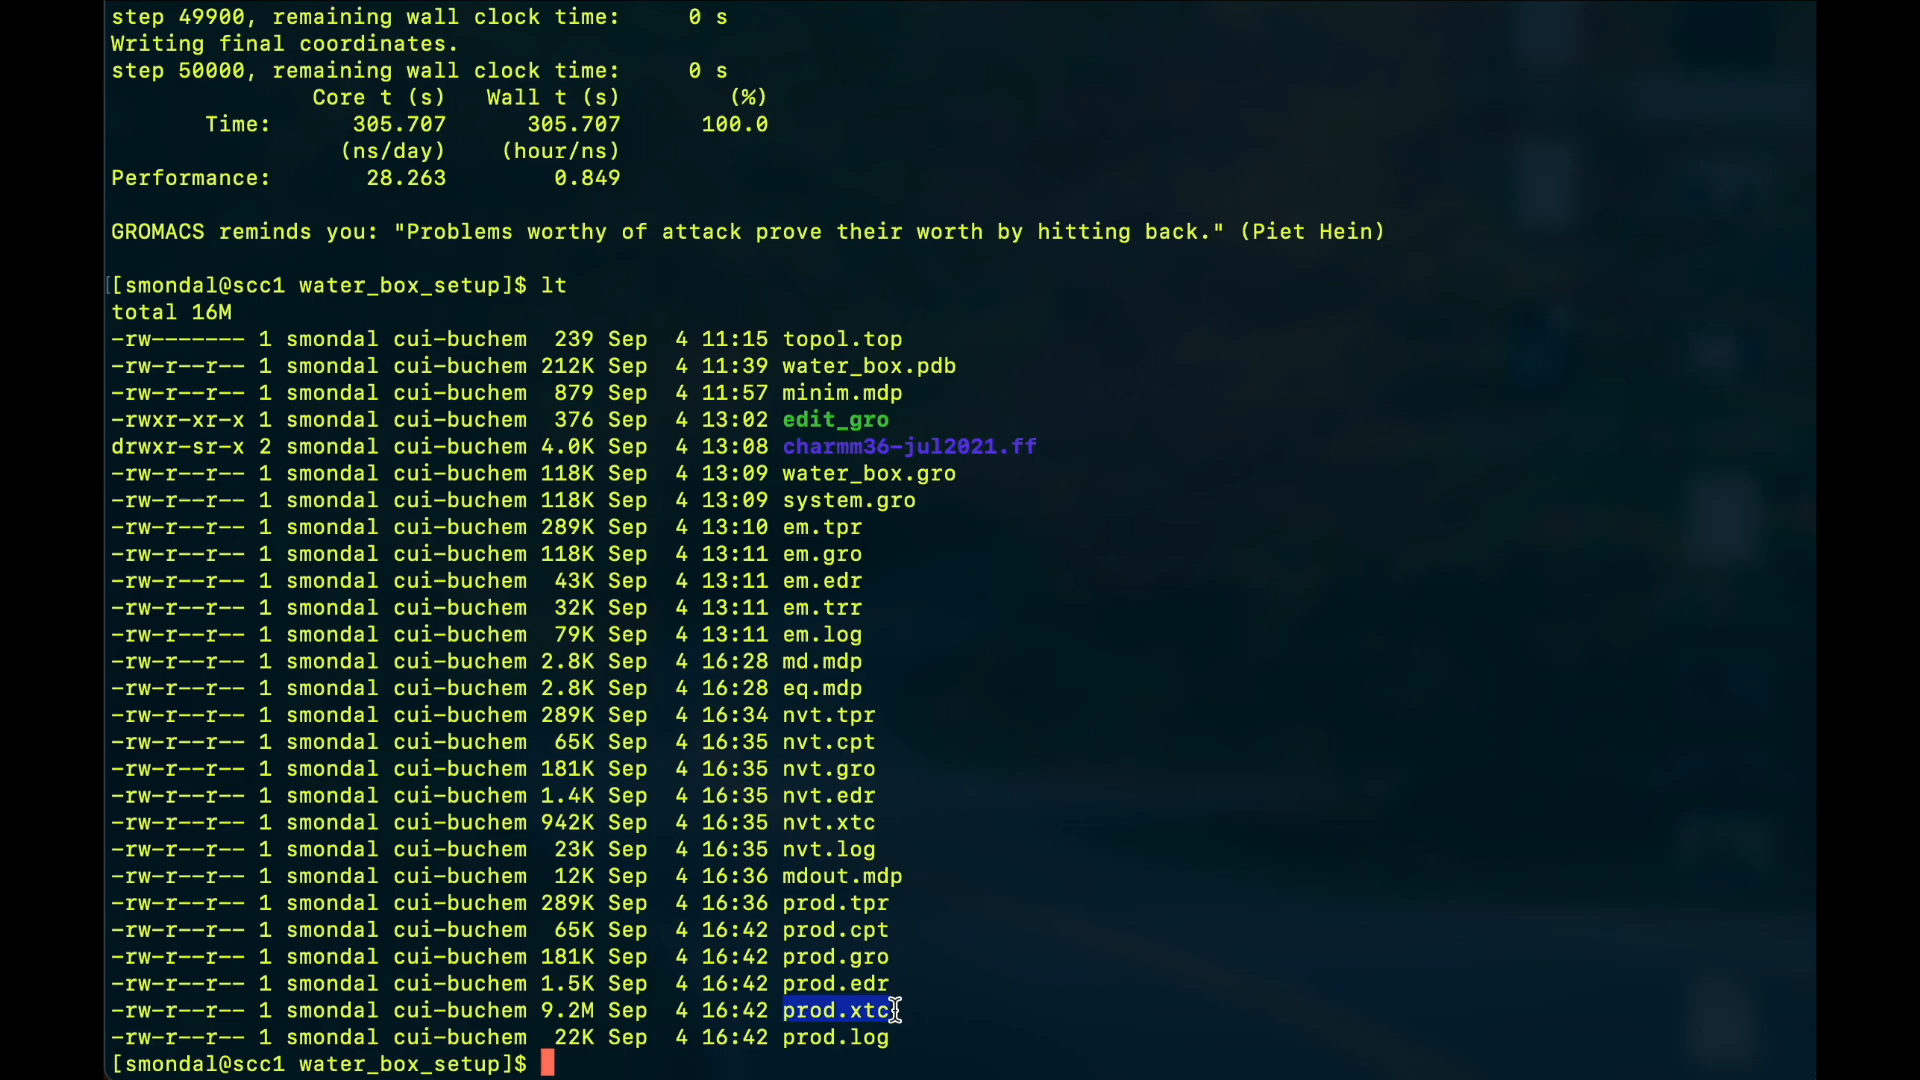 step 49900, remaining wall clock time:     0 s
Writing final coordinates.
step 50000, remaining wall clock time:     0 s
               Core t (s)   Wall t (s)        (%)
       Time:      305.707      305.707      100.0
                 (ns/day)    (hour/ns)
Performance:       28.263        0.849

GROMACS reminds you: "Problems worthy of attack prove their worth by hitting back." (Piet Hein)

[[smondal@scc1 water_box_setup]$ lt
total 16M
-rw------- 1 smondal cui-buchem  239 Sep  4 11:15 topol.top
-rw-r--r-- 1 smondal cui-buchem 212K Sep  4 11:39 water_box.pdb
-rw-r--r-- 1 smondal cui-buchem  879 Sep  4 11:57 minim.mdp
-rwxr-xr-x 1 smondal cui-buchem  376 Sep  4 13:02 edit_gro
drwxr-sr-x 2 smondal cui-buchem 4.0K Sep  4 13:08 charmm36-jul2021.ff
-rw-r--r-- 1 smondal cui-buchem 118K Sep  4 13:09 water_box.gro
-rw-r--r-- 1 smondal cui-buchem 118K Sep  4 13:09 system.gro
-rw-r--r-- 1 smondal cui-buchem 289K Sep  4 13:10 em.tpr
-rw-r--r-- 1 smondal cui-buchem 118K Sep  4 13:11 em.gro
-rw-r--r-- 1 smondal cui-buchem  43K Sep  4 13:11 em.edr
-rw-r--r-- 1 smondal cui-buchem  32K Sep  4 13:11 em.trr
-rw-r--r-- 1 smondal cui-buchem  79K Sep  4 13:11 em.log
-rw-r--r-- 1 smondal cui-buchem 2.8K Sep  4 16:28 md.mdp
-rw-r--r-- 1 smondal cui-buchem 2.8K Sep  4 16:28 eq.mdp
-rw-r--r-- 1 smondal cui-buchem 289K Sep  4 16:34 nvt.tpr
-rw-r--r-- 1 smondal cui-buchem  65K Sep  4 16:35 nvt.cpt
-rw-r--r-- 1 smondal cui-buchem 181K Sep  4 16:35 nvt.gro
-rw-r--r-- 1 smondal cui-buchem 1.4K Sep  4 16:35 nvt.edr
-rw-r--r-- 1 smondal cui-buchem 942K Sep  4 16:35 nvt.xtc
-rw-r--r-- 1 smondal cui-buchem  23K Sep  4 16:35 nvt.log
-rw-r--r-- 1 smondal cui-buchem  12K Sep  4 16:36 mdout.mdp
-rw-r--r-- 1 smondal cui-buchem 289K Sep  4 16:36 prod.tpr
-rw-r--r-- 1 smondal cui-buchem  65K Sep  4 16:42 prod.cpt
-rw-r--r-- 1 smondal cui-buchem 181K Sep  4 16:42 prod.gro
-rw-r--r-- 1 smondal cui-buchem 1.5K Sep  4 16:42 prod.edr
-rw-r--r-- 1 smondal cui-buchem 9.2M Sep  4 16:42 prod.xtc
-rw-r--r-- 1 smondal cui-buchem  22K Sep  4 16:42 prod.log
[smondal@scc1 water_box_setup]$